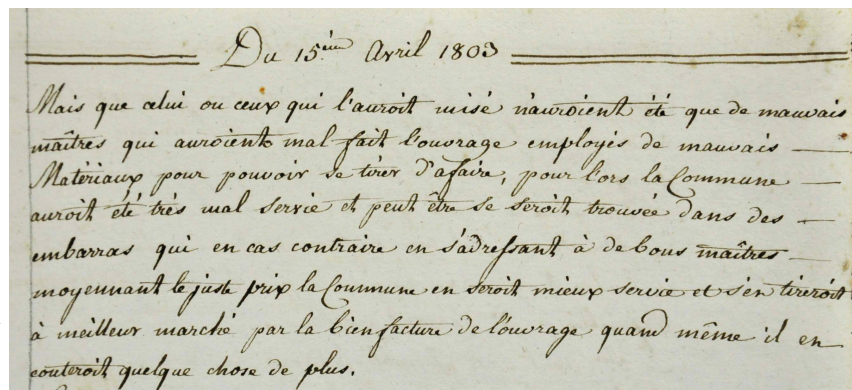 Du 15.ème Avril 1803
Mais que celui ou ceux qui l'auroit misé n'auroient été que de mauvais
maîtres qui auroient mal fait l'ouvrage employés de mauvais
Matériaux pour pouvoir se tirer d'afaire, pour lors la Commune
auroit été très mal servie et peut être se seroit trouvée dans des
embarras qui en cas contraire en s'adressant à de bons maîtres
moyennant le juste prix la Commune en seroit mieux servie et s'en tireroit
à meilleur marché par la bienfacture de l'ouvrage quand même il en
couteroit quelque chose de plus.